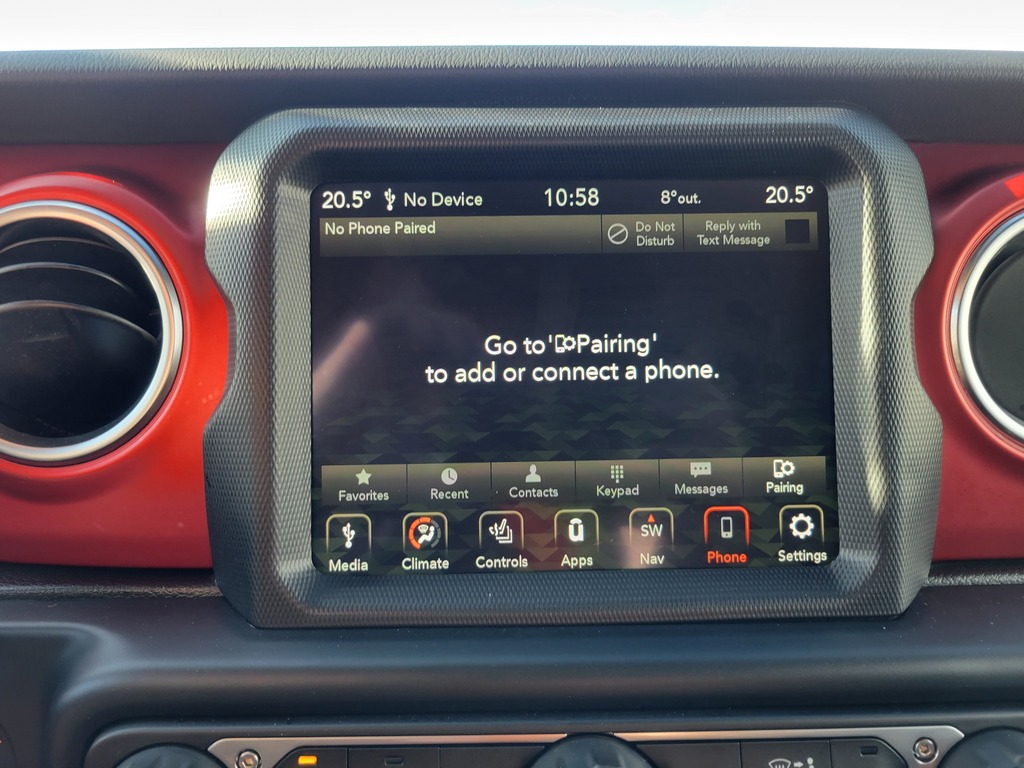 20.5° No Device 10:58 8°out. 20.5°
No Phone Paired
Do Not
Disturb
Reply with
Text Message
Go to 'Pairing'
to add or connect a phone.
Favorites Recent Contacts Keypad Messages Pairing
SW
Media Climate Controls Apps Nav Phone Settings